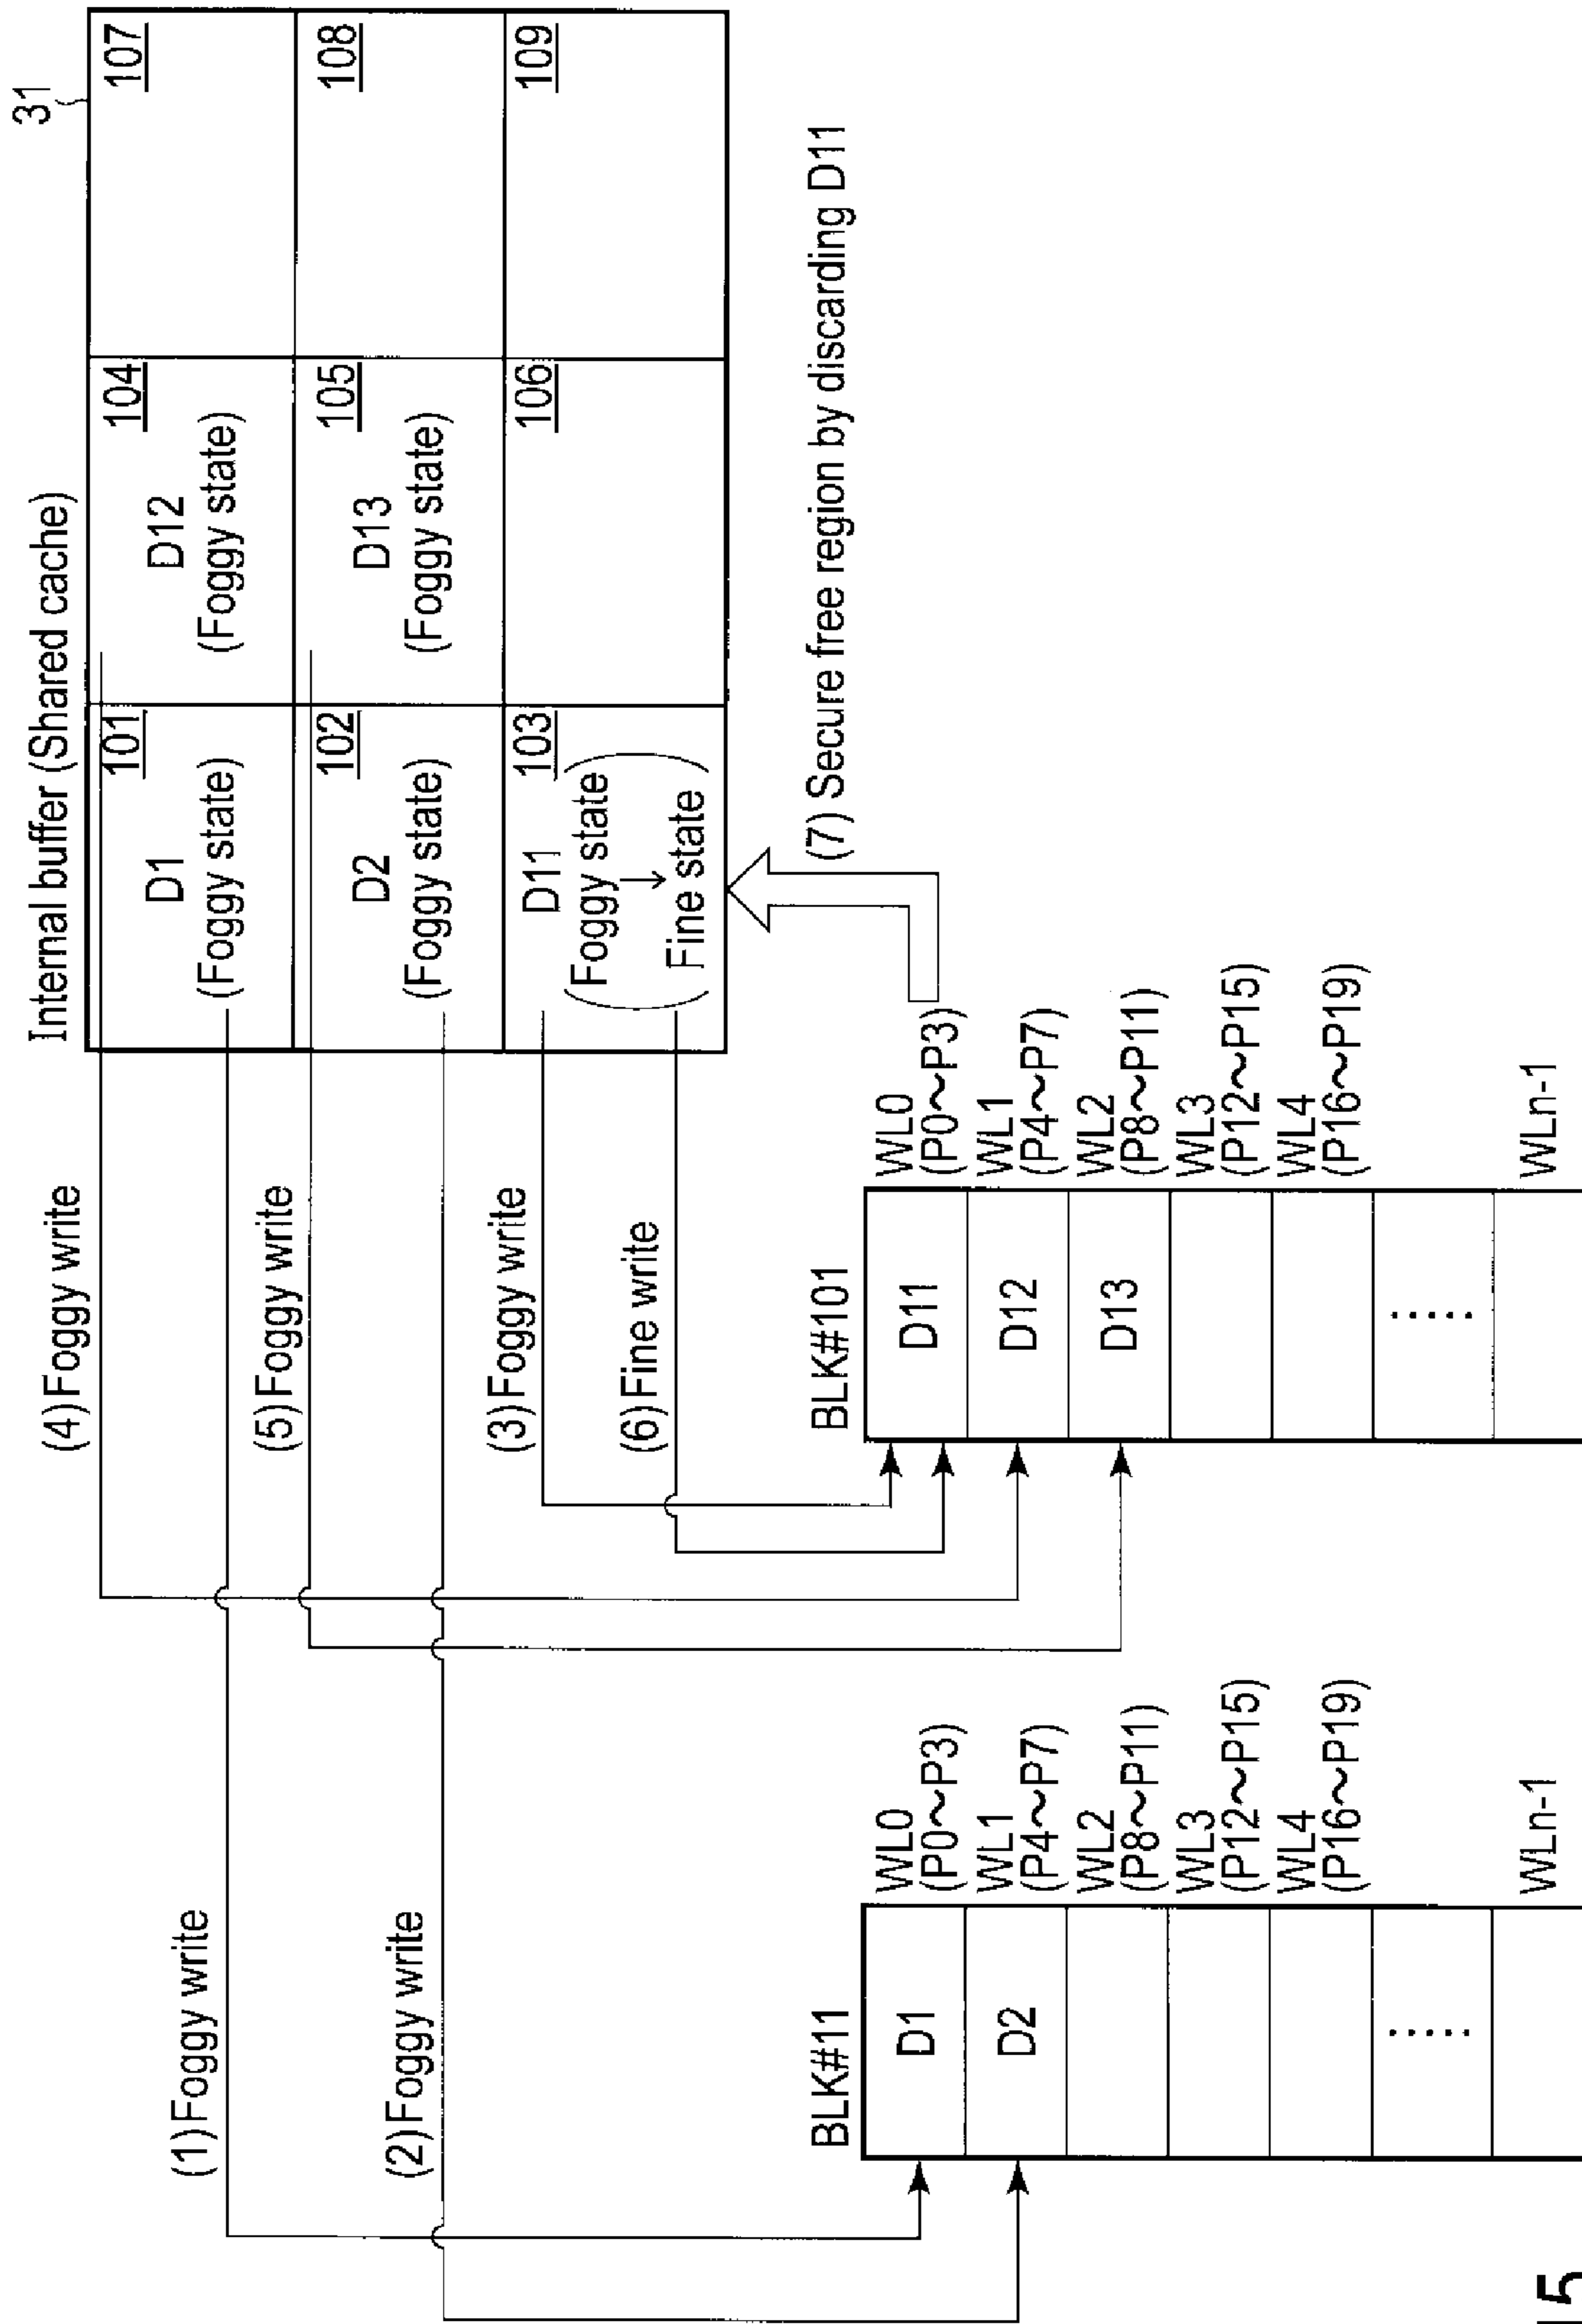 Internal buffer (Shared cache)
31
101
D1
(Foggy state)
104
D12
(Foggy state)
107
102
D2
(Foggy state)
105
D13
(Foggy state)
108
103
D11
Foggy state
Fine state
106
109
(1) Foggy write
(2) Foggy write
(4) Foggy write
(5) Foggy write
(3) Foggy write
(6) Fine write
(7) Secure free region by discarding D11
BLK#11
D1
WL0
(P0~P3)
D2
WL1
(P4~P7)
WL2
(P8~P11)
WL3
(P12~P15)
WL4
(P16~P19)
.....
WLn-1
BLK#101
D11
WL0
(P0~P3)
D12
WL1
(P4~P7)
D13
WL2
(P8~P11)
WL3
(P12~P15)
WL4
(P16~P19)
.....
WLn-1